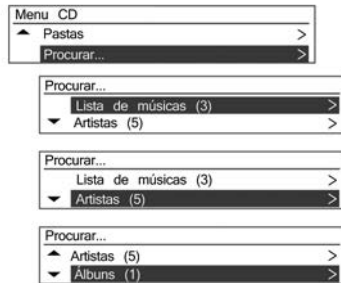 Menu CD
Pastas >
Procurar... >
Procurar...
Lista de músicas (3) >
Artistas (5) >
Procurar...
Lista de músicas (3) >
Artistas (5) >
Procurar...
Artistas (5) >
Álbuns (1) >